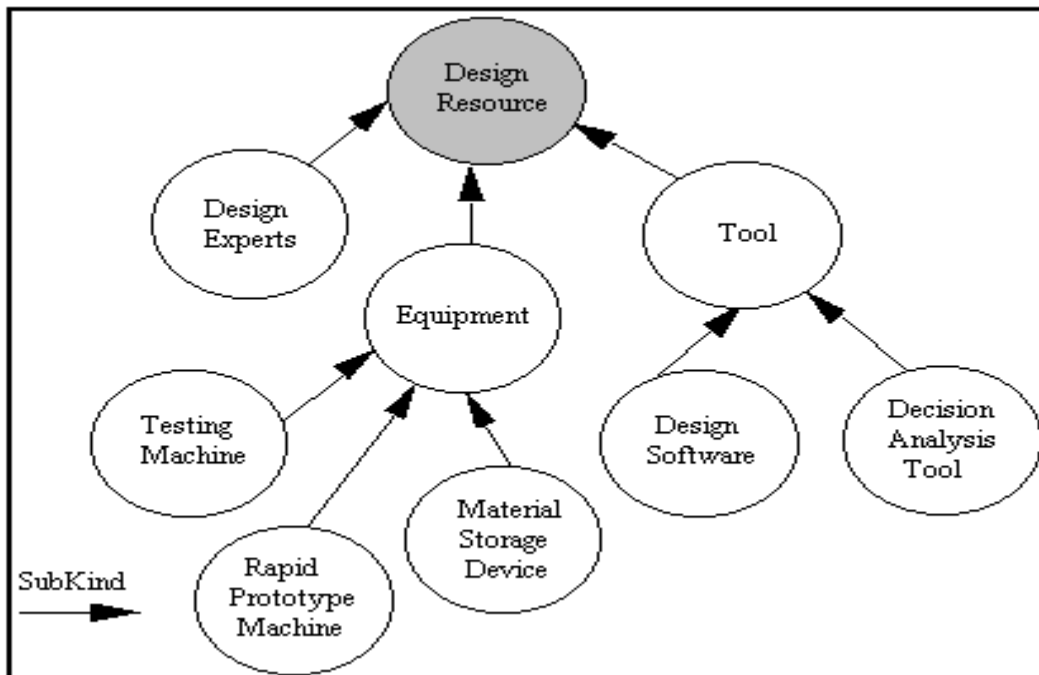 Design
Resource
Design
Experts
Tool
Equipment
Testing
Machine
Design
Software
Decision
Analysis
Tool
Material
Storage
Device
Rapid
Prototype
Machine
SubKind